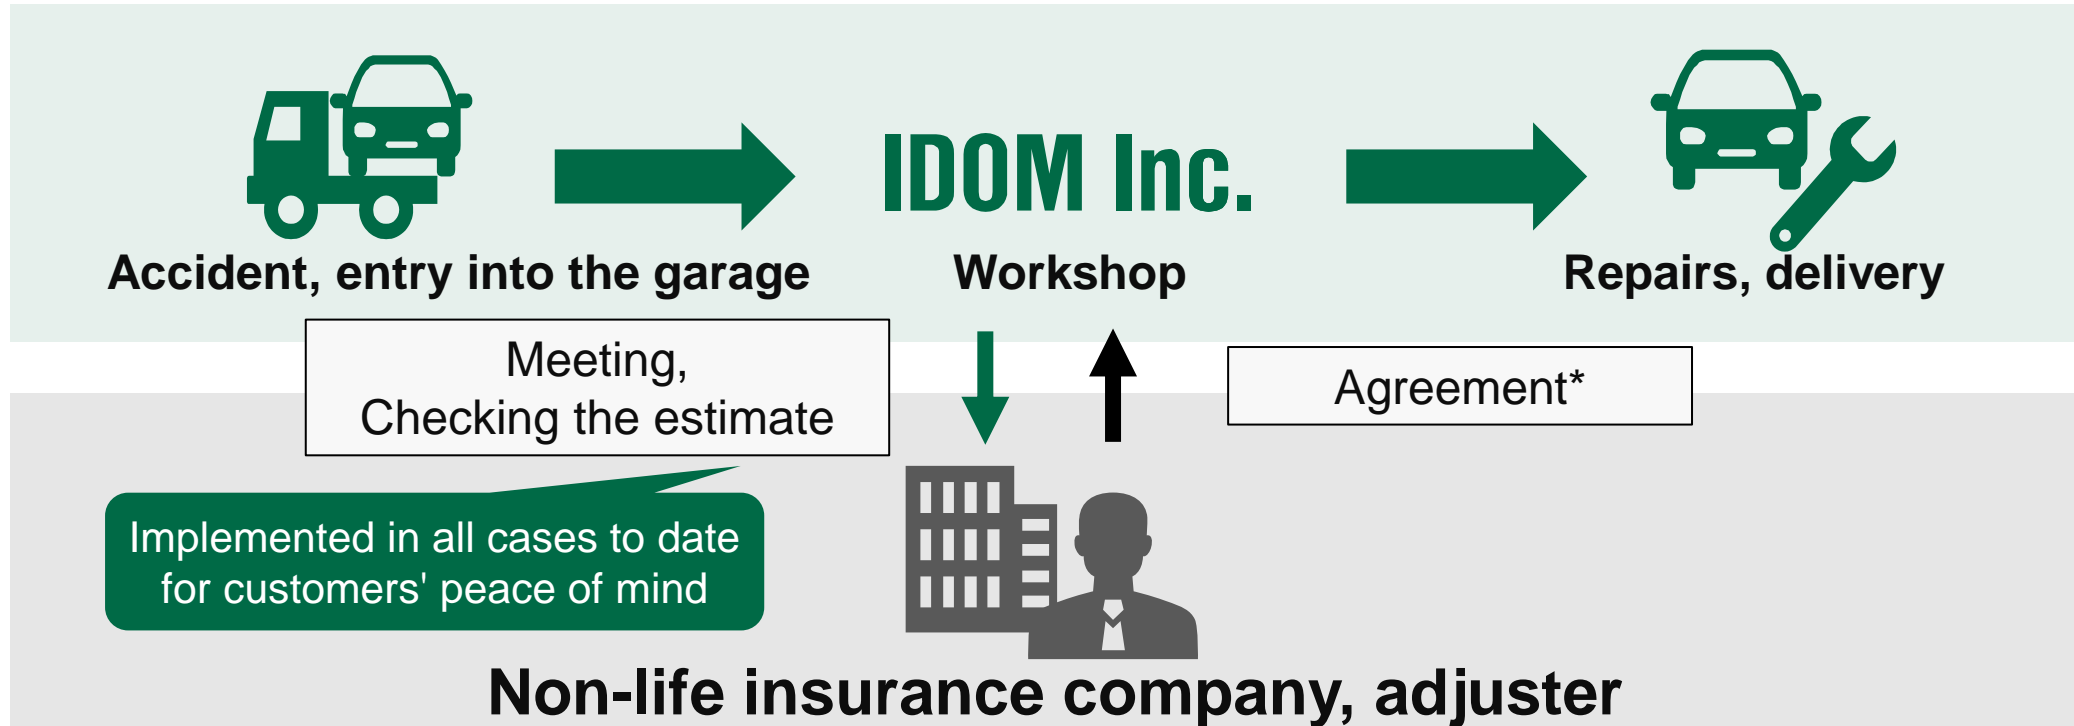 IDOM Inc.
Accident, entry into the garage
Workshop
Repairs, delivery
Meeting,
Checking the estimate
Agreement*
Implemented in all cases to date
for customers' peace of mind
Non-life insurance company, adjuster